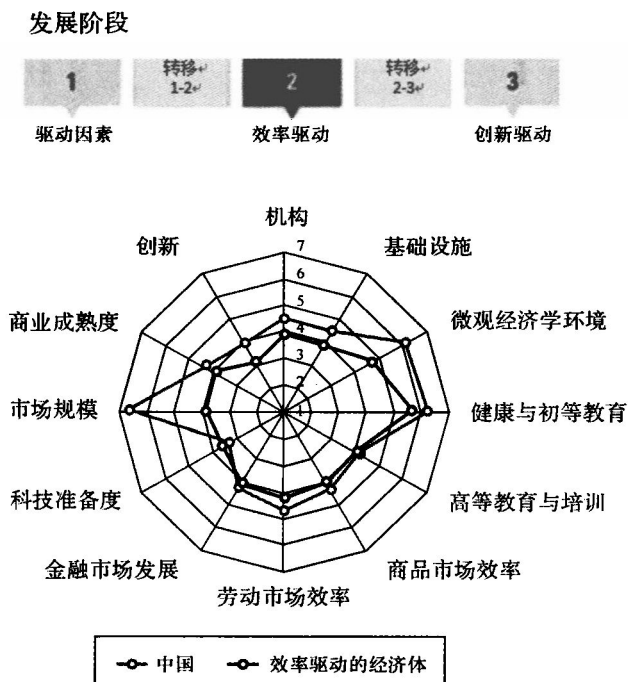 发展阶段
1
转移
1-2
2
转移
2-3
3
驱动因素
效率驱动
创新驱动
机构
创新
基础设施
商业成熟度
微观经济学环境
市场规模
健康与初等教育
科技准备度
高等教育与培训
金融市场发展
商品市场效率
劳动市场效率
7
6
5
4
3
2
1
中国
效率驱动的经济体